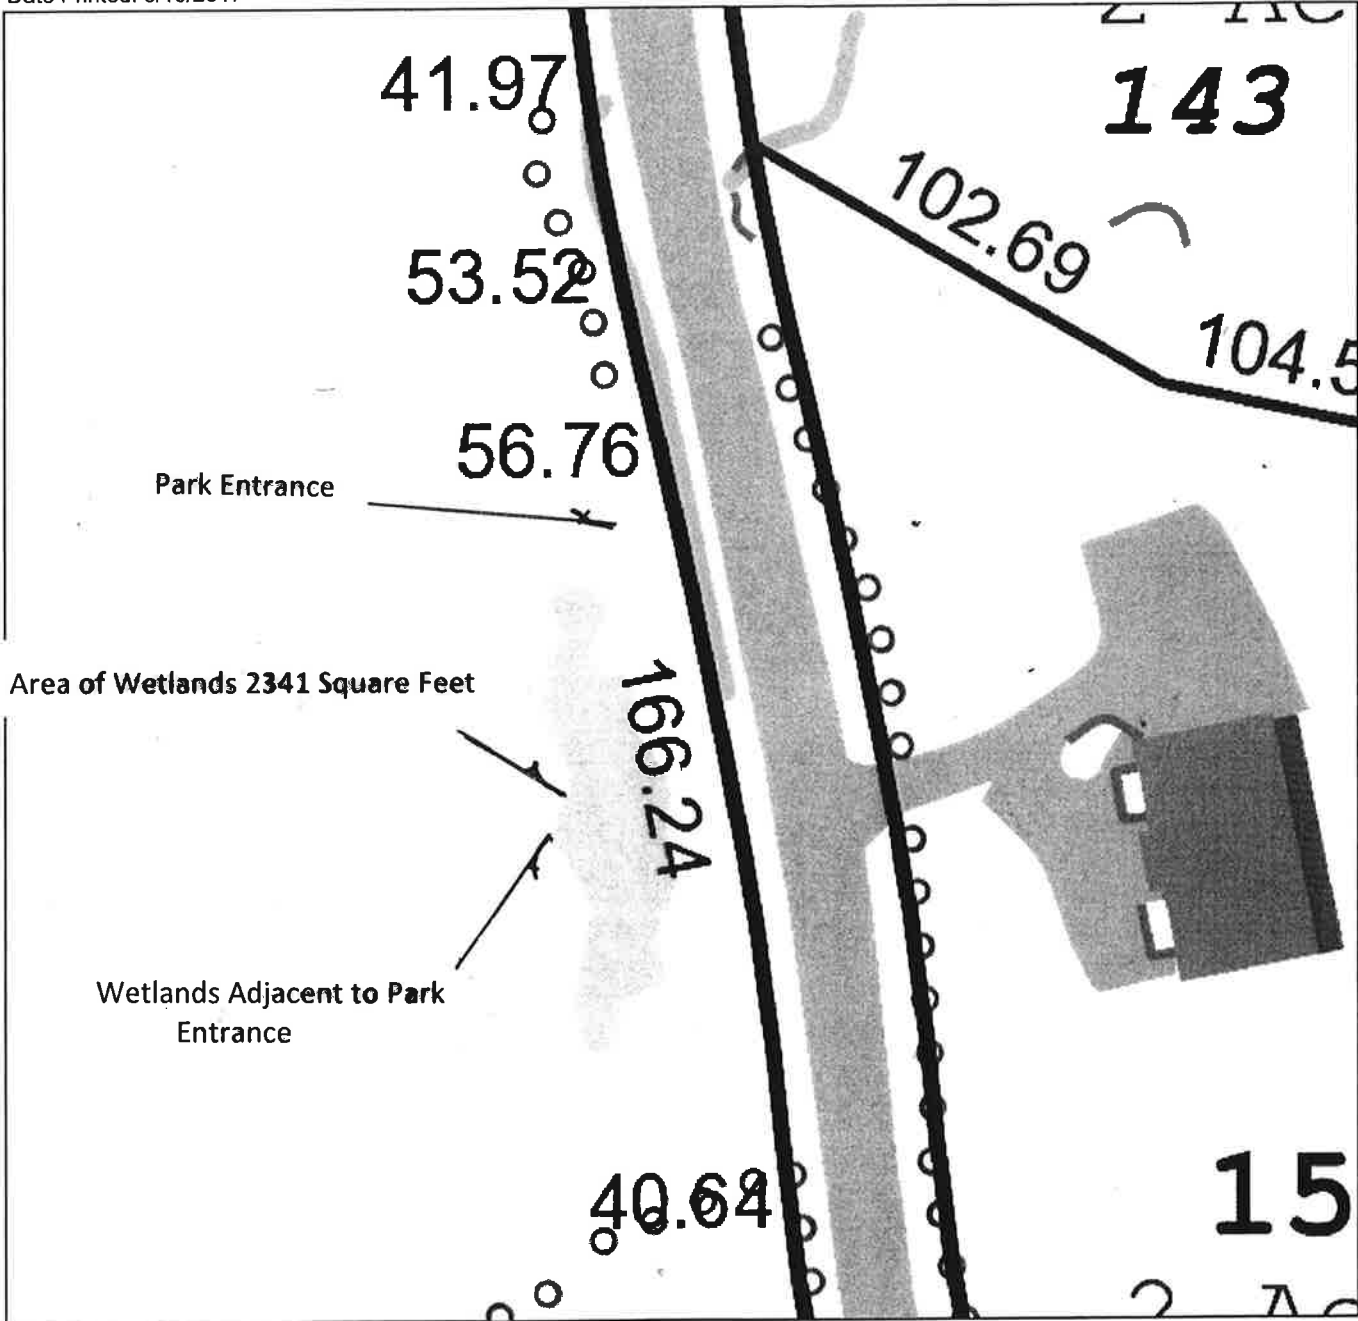 41.97
143
102.69
53.52
104.5
56.76
Park Entrance
Area of Wetlands 2341 Square Feet
166.24
Wetlands Adjacent to Park
Entrance
40.64
15